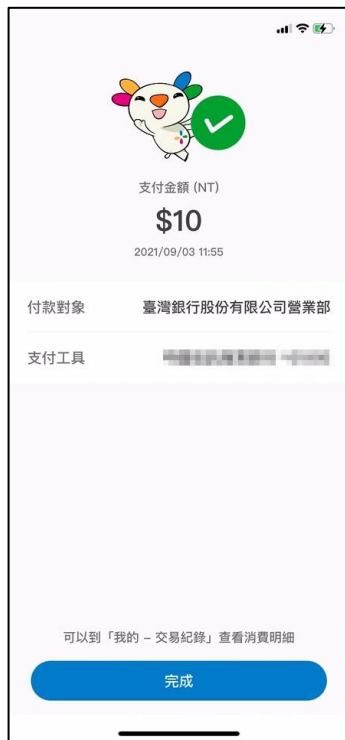 支付金額 (NT)
$10
2021/09/03 11:55
付款對象 臺灣銀行股份有限公司營業部
支付工具
可以到「我的 – 交易紀錄」查看消費明細
完成